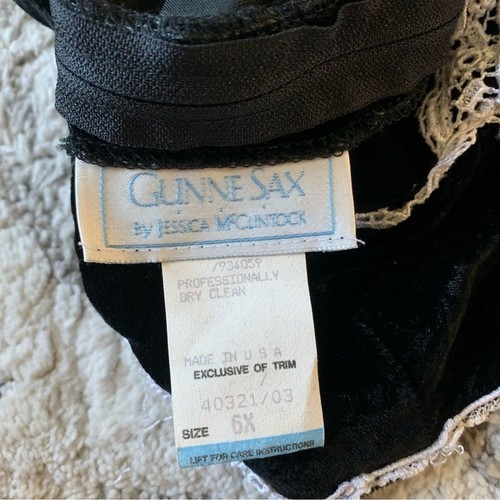 GUNNE SAX
BY JESSICA McCLINTOCK
/934059
PROFESSIONALLY
DRY CLEAN
MADE IN U S A
EXCLUSIVE OF TRIM
40321/03
SIZE 6X
LIFT FOR CARE INSTRUCTIONS